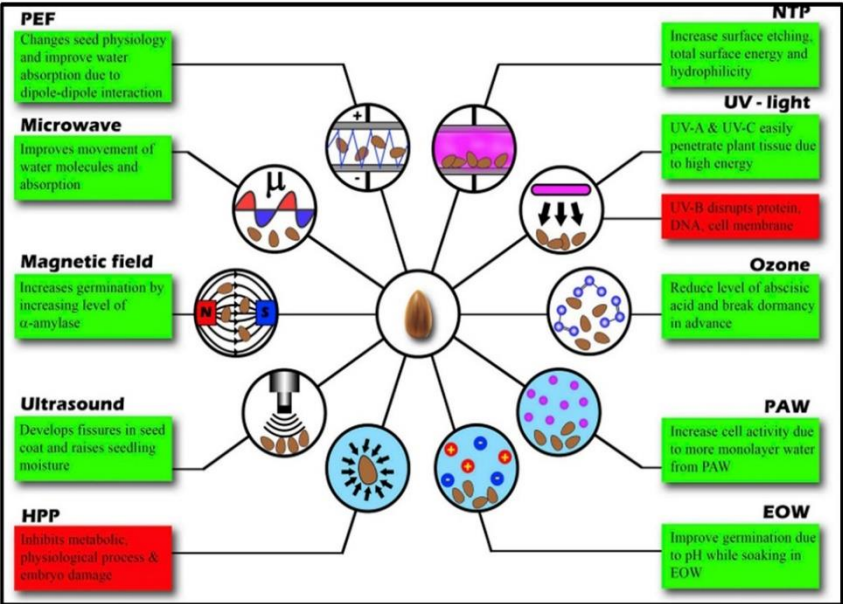 PEF
Changes seed physiology
and improve water
absorption due to
dipole-dipole interaction
Microwave
Improves movement of
water molecules and
absorption
Magnetic field
Increases germination by
increasing level of
α-amylase
Ultrasound
Develops fissures in seed
coat and raises seedling
moisture
HPP
Inhibits metabolic,
physiological process &
embryo damage
+
-
μ
N
S
NTP
Increase surface etching,
total surface energy and
hydrophilicity
UV - light
UV-A & UV-C easily
penetrate plant tissue due
to high energy
UV-B disrupts protein,
DNA, cell membrane
Ozone
Reduce level of abscisic
acid and break dormancy
in advance
PAW
Increase cell activity due
to more monolayer water
from PAW
EOW
Improve germination due
to pH while soaking in
EOW